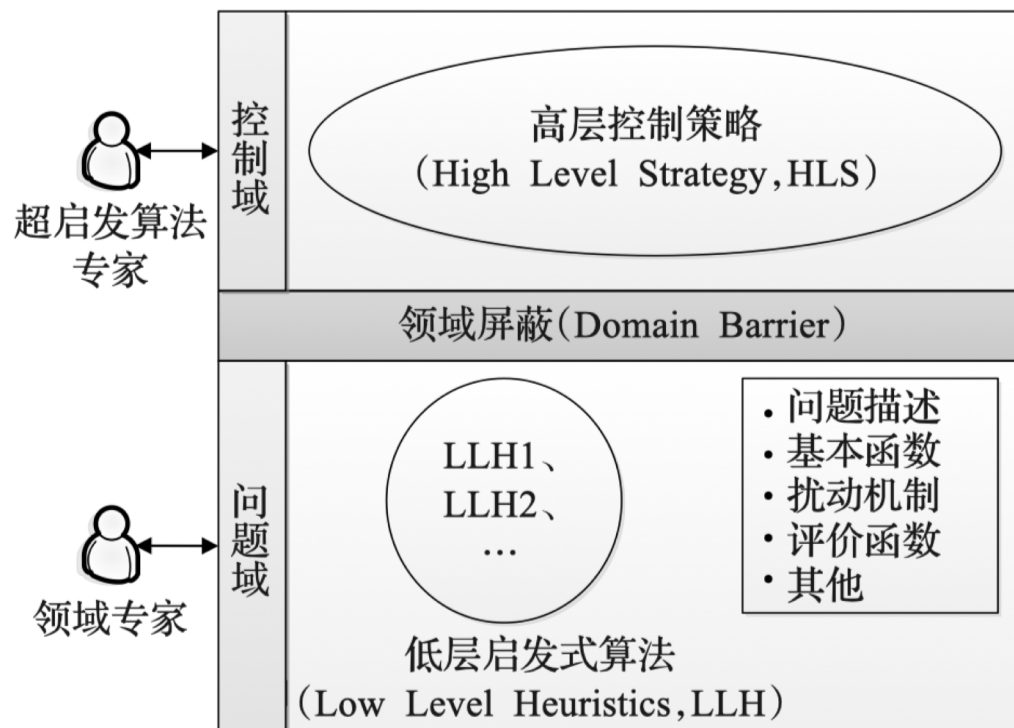 控制域
高层控制策略
(High Level Strategy,HLS)
超启发算法
专家
领域屏蔽(Domain Barrier)
问题域
LLH1、
LLH2、
…
· 问题描述
· 基本函数
· 扰动机制
· 评价函数
· 其他
领域专家
低层启发式算法
(Low Level Heuristics,LLH)